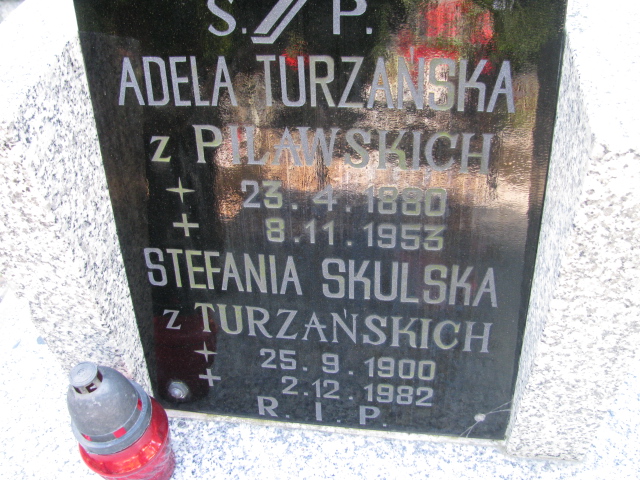 Ś. P.
ADELA TURZAŃSKA
z PILAWSKICH
23.4.1880
+ 8.11.1953
STEFANIA SKULSKA
z TURZAŃSKICH
25.9.1900
+ 2.12.1982
R.I.P.